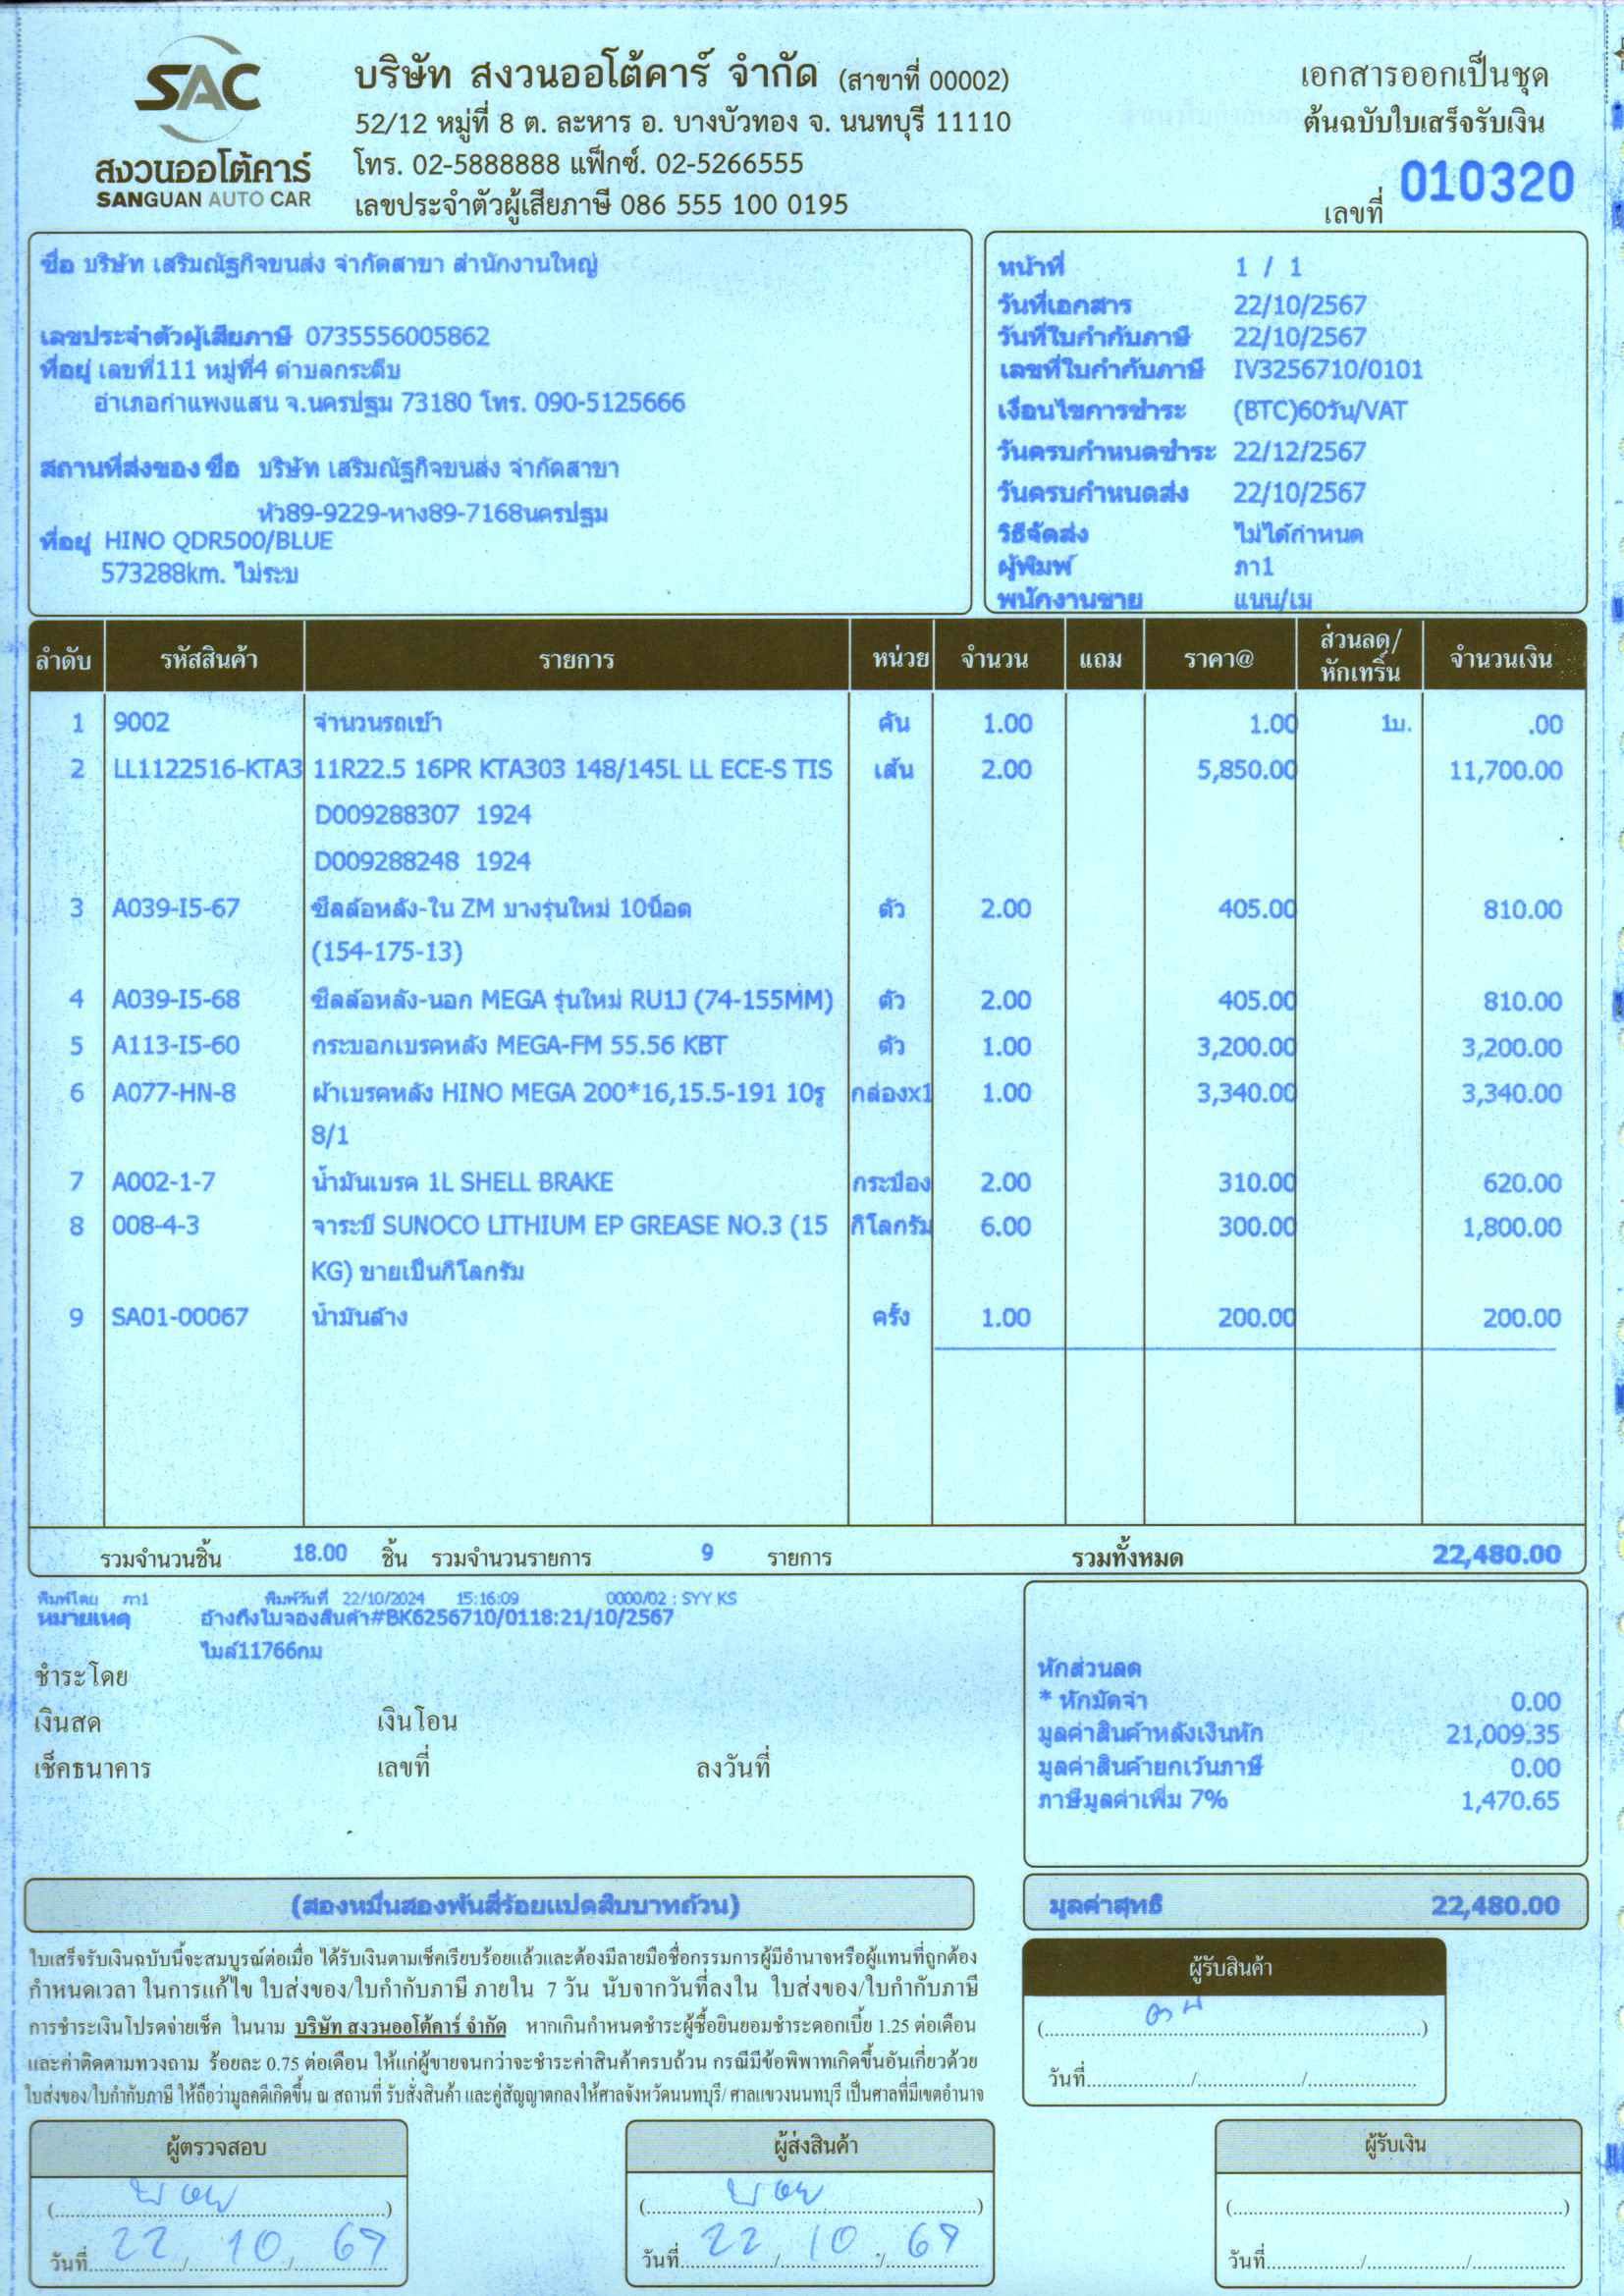 SAC
สงวนออโต้คาร์
SANGUAN AUTO CAR
บริษัท สงวนออโต้คาร์ จำกัด (สาขาที่ 00002)
52/12 หมู่ที่ 8 ต. ละหาร อ. บางบัวทอง จ. นนทบุรี 11110
โทร. 02-5888888 แฟ็กซ์. 02-5266555
เลขประจำตัวผู้เสียภาษี 086 555 100 0195
เอกสารออกเป็นชุด
ต้นฉบับใบเสร็จรับเงิน
เลขที่ 010320
ชื่อ บริษัท เสริมณัฐกิจขนส่ง จำกัดสาขา สำนักงานใหญ่
เลขประจำตัวผู้เสียภาษี 0735556005862
ที่อยู่ เลขที่111 หมู่ที่4 ตำบลกระตีบ
อำเภอกำแพงแสน จ.นครปฐม 73180 โทร. 090-5125666
สถานที่ส่งของ ชื่อ บริษัท เสริมณัฐกิจขนส่ง จำกัดสาขา
หัว89-9229-หาง89-7168นครปฐม
ที่อยู่ HINO QDR500/BLUE
573288km. ไม่ระบ
หน้าที่ 1 / 1
วันที่เอกสาร 22/10/2567
วันที่ใบกำกับภาษี 22/10/2567
เลขที่ใบกำกับภาษี IV3256710/0101
เงื่อนไขการชำระ (BTC)60วัน/VAT
วันครบกำหนดชำระ 22/12/2567
วันครบกำหนดส่ง 22/10/2567
วิธีจัดส่ง ไม่ได้กำหนด
ผู้พิมพ์ ภา1
พนักงานขาย แนน/เม
ลำดับ รหัสสินค้า รายการ หน่วย จำนวน แถม ราคา@ ส่วนลด/หักเทริ์น จำนวนเงิน
1 9002 จำนวนรถเข้า คัน 1.00 1.00 1บ. .00
2 LL1122516-KTA3 11R22.5 16PR KTA303 148/145L LL ECE-S TIS เส้น 2.00 5,850.00 11,700.00
D009288307 1924
D009288248 1924
3 A039-I5-67 ซีลล้อหลัง-ใน ZM บางรุ่นใหม่ 10น็อต ตัว 2.00 405.00 810.00
(154-175-13)
4 A039-I5-68 ซีลล้อหลัง-นอก MEGA รุ่นใหม่ RU1J (74-155MM) ตัว 2.00 405.00 810.00
5 A113-I5-60 กระบอกเบรคหลัง MEGA-FM 55.56 KBT ตัว 1.00 3,200.00 3,200.00
6 A077-HN-8 ผ้าเบรคหลัง HINO MEGA 200*16,15.5-191 10รู กล่องx1 1.00 3,340.00 3,340.00
8/1
7 A002-1-7 น้ำมันเบรค 1L SHELL BRAKE กระป๋อง 2.00 310.00 620.00
8 008-4-3 จาระบี SUNOCO LITHIUM EP GREASE NO.3 (15 กิโลกรัม 6.00 300.00 1,800.00
KG) ขายเป็นกิโลกรัม
9 SA01-00067 น้ำมันล้าง ครั้ง 1.00 200.00 200.00
รวมจำนวนชิ้น 18.00 ชิ้น รวมจำนวนรายการ 9 รายการ รวมทั้งหมด 22,480.00
พิมพ์โดย ภา1 พิมพ์วันที่ 22/10/2024 15:16:09 0000/02 : SYY KS
หมายเหตุ อ้างถึงใบจองสินค้า#BK6256710/0118:21/10/2567
ไมล์11766กม
ชำระโดย
เงินสด เงินโอน
เช็คธนาคาร เลขที่ ลงวันที่
หักส่วนลด
* หักมัดจำ 0.00
มูลค่าสินค้าหลังเงินหัก 21,009.35
มูลค่าสินค้ายกเว้นภาษี 0.00
ภาษีมูลค่าเพิ่ม 7% 1,470.65
(สองหมื่นสองพันสี่ร้อยแปดสิบบาทถ้วน)
มูลค่าสุทธิ 22,480.00
ใบเสร็จรับเงินฉบับนี้จะสมบูรณ์ต่อเมื่อ ได้รับเงินตามเช็คเรียบร้อยแล้วและต้องมีลายมือชื่อกรรมการผู้มีอำนาจหรือผู้แทนที่ถูกต้อง
กำหนดเวลา ในการแก้ไข ใบส่งของ/ใบกำกับภาษี ภายใน 7 วัน นับจากวันที่ลงใน ใบส่งของ/ใบกำกับภาษี
การชำระเงินโปรดจ่ายเช็ค ในนาม บริษัท สงวนออโต้คาร์ จำกัด หากเกินกำหนดชำระผู้ซื้อยินยอมชำระดอกเบี้ย 1.25 ต่อเดือน
และค่าติดตามทวงถาม ร้อยละ 0.75 ต่อเดือน ให้แก่ผู้ขายจนกว่าจะชำระค่าสินค้าครบถ้วน กรณีมีข้อพิพาทเกิดขึ้นอันเกี่ยวด้วย
ใบส่งของ/ใบกำกับภาษี ให้ถือว่ามูลคดีเกิดขึ้น ณ สถานที่ รับสั่งสินค้า และคู่สัญญาตกลงให้ศาลจังหวัดนนทบุรี/ ศาลแขวงนนทบุรี เป็นศาลที่มีเขตอำนาจ
ผู้รับสินค้า
วันที่
ผู้ตรวจสอบ
วันที่ 22/10/67
ผู้ส่งสินค้า
วันที่ 22/10/67
ผู้รับเงิน
วันที่